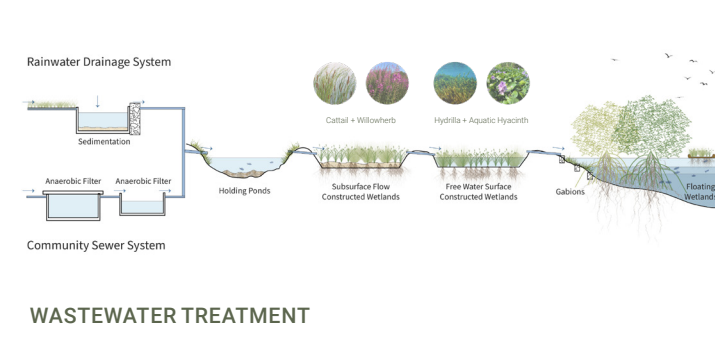 Rainwater Drainage System
Cattail + Willowherb
Hydrilla + Aquatic Hyacinth
Sedimentation
Anaerobic Filter
Anaerobic Filter
Holding Ponds
Subsurface Flow
Constructed Wetlands
Free Water Surface
Constructed Wetlands
Gabions
Floating
Wetlands
Community Sewer System
WASTEWATER TREATMENT